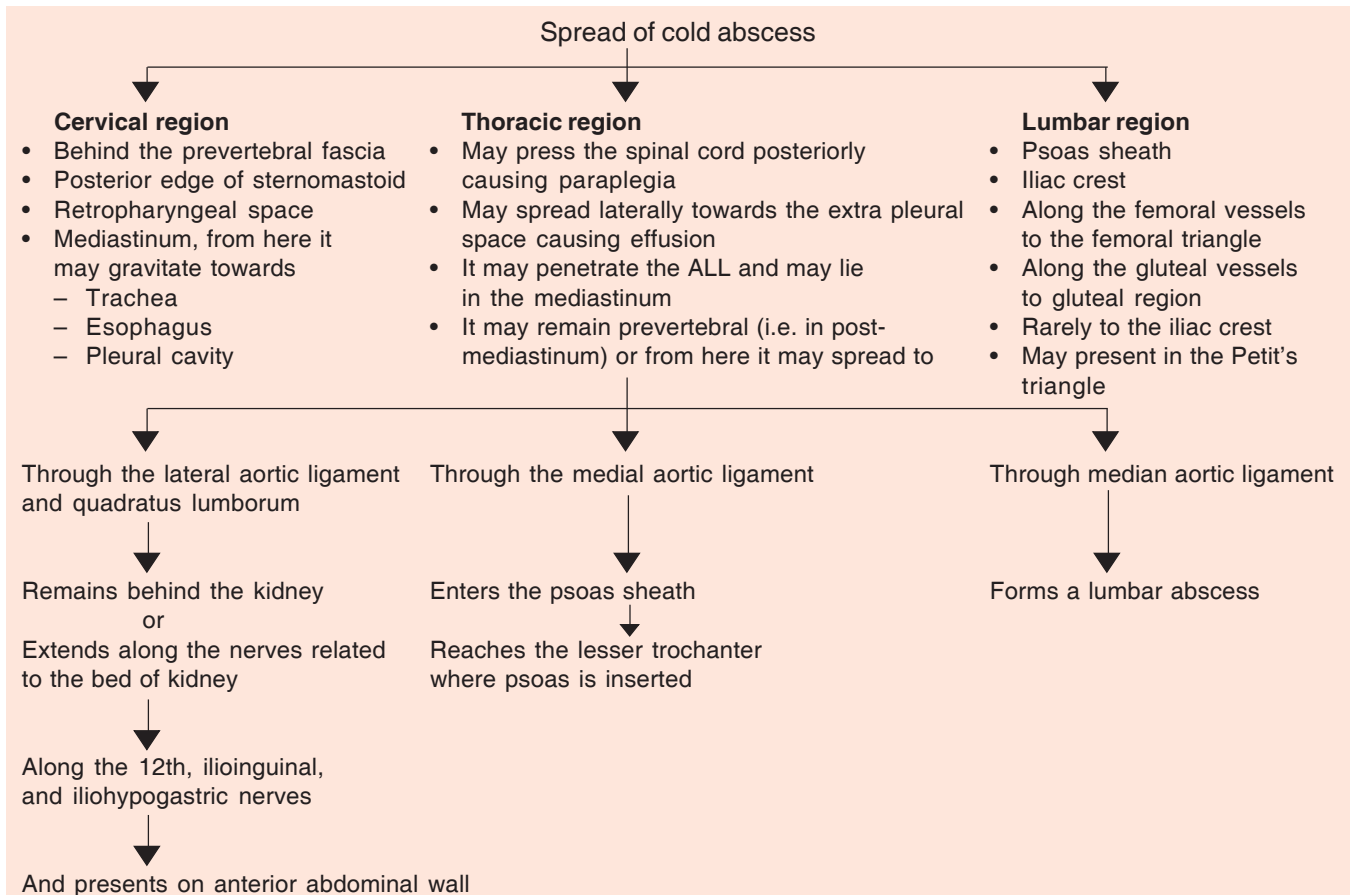 Spread of cold abscess
Cervical region
• Behind the prevertebral fascia
• Posterior edge of sternomastoid
• Retropharyngeal space
• Mediastinum, from here it
may gravitate towards
– Trachea
– Esophagus
– Pleural cavity
Thoracic region
• May press the spinal cord posteriorly
causing paraplegia
• May spread laterally towards the extra pleural
space causing effusion
• It may penetrate the ALL and may lie
in the mediastinum
• It may remain prevertebral (i.e. in post-
mediastinum) or from here it may spread to
Lumbar region
• Psoas sheath
• Iliac crest
• Along the femoral vessels
to the femoral triangle
• Along the gluteal vessels
to gluteal region
• Rarely to the iliac crest
• May present in the Petit's
triangle
Through the lateral aortic ligament
and quadratus lumborum
Remains behind the kidney
or
Extends along the nerves related
to the bed of kidney
Along the 12th, ilioinguinal,
and iliohypogastric nerves
And presents on anterior abdominal wall
Through the medial aortic ligament
Enters the psoas sheath
Reaches the lesser trochanter
where psoas is inserted
Through median aortic ligament
Forms a lumbar abscess